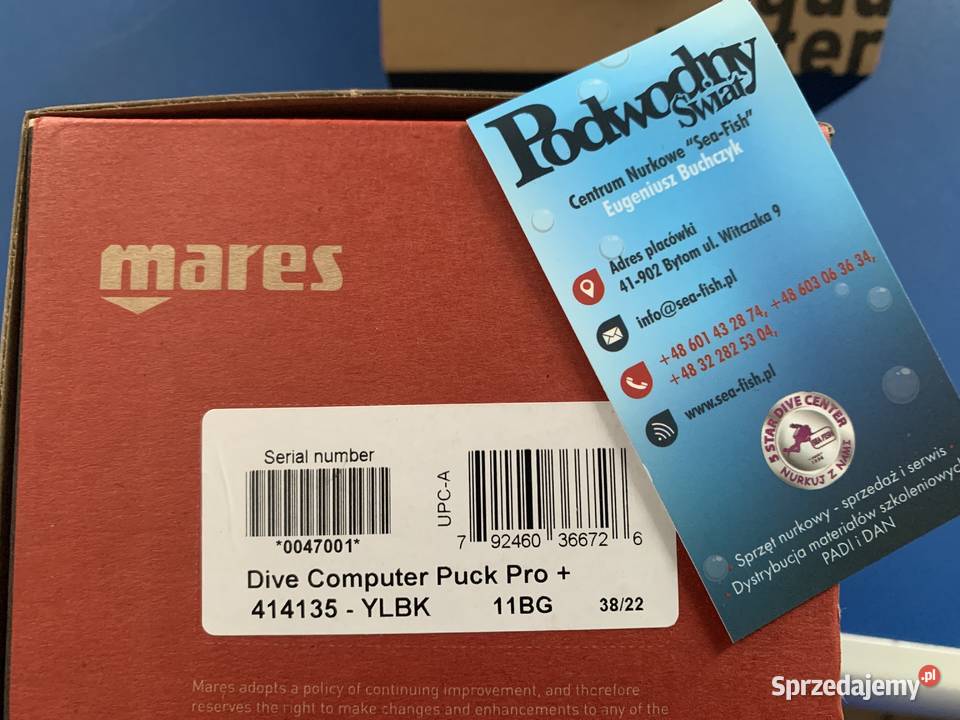 Podwodny
Świat
Centrum Nurkowe "Sea-Fish"
Eugeniusz Buchczyk
Adres placówki
41-902 Bytom ul. Witczaka 9
info@sea-fish.pl
+48 601 43 28 74, +48 603 06 36 34,
+48 32 282 53 04,
www.sea-fish.pl
5 STAR DIVE CENTER
SEA FISH
NURKUJ Z NAMI
Sprzęt nurkowy - sprzedaż i serwis
Dystrybucja materiałów szkoleniowych
PADI i DAN
mares
Serial number
*0047001*
UPC-A
7 92460 36672 6
Dive Computer Puck Pro +
414135 - YLBK 11BG 38/22
Mares adopts a policy of continuing improvement, and therefore
reserves the right to make changes and enhancements to any of the
Sprzedajemy.pl